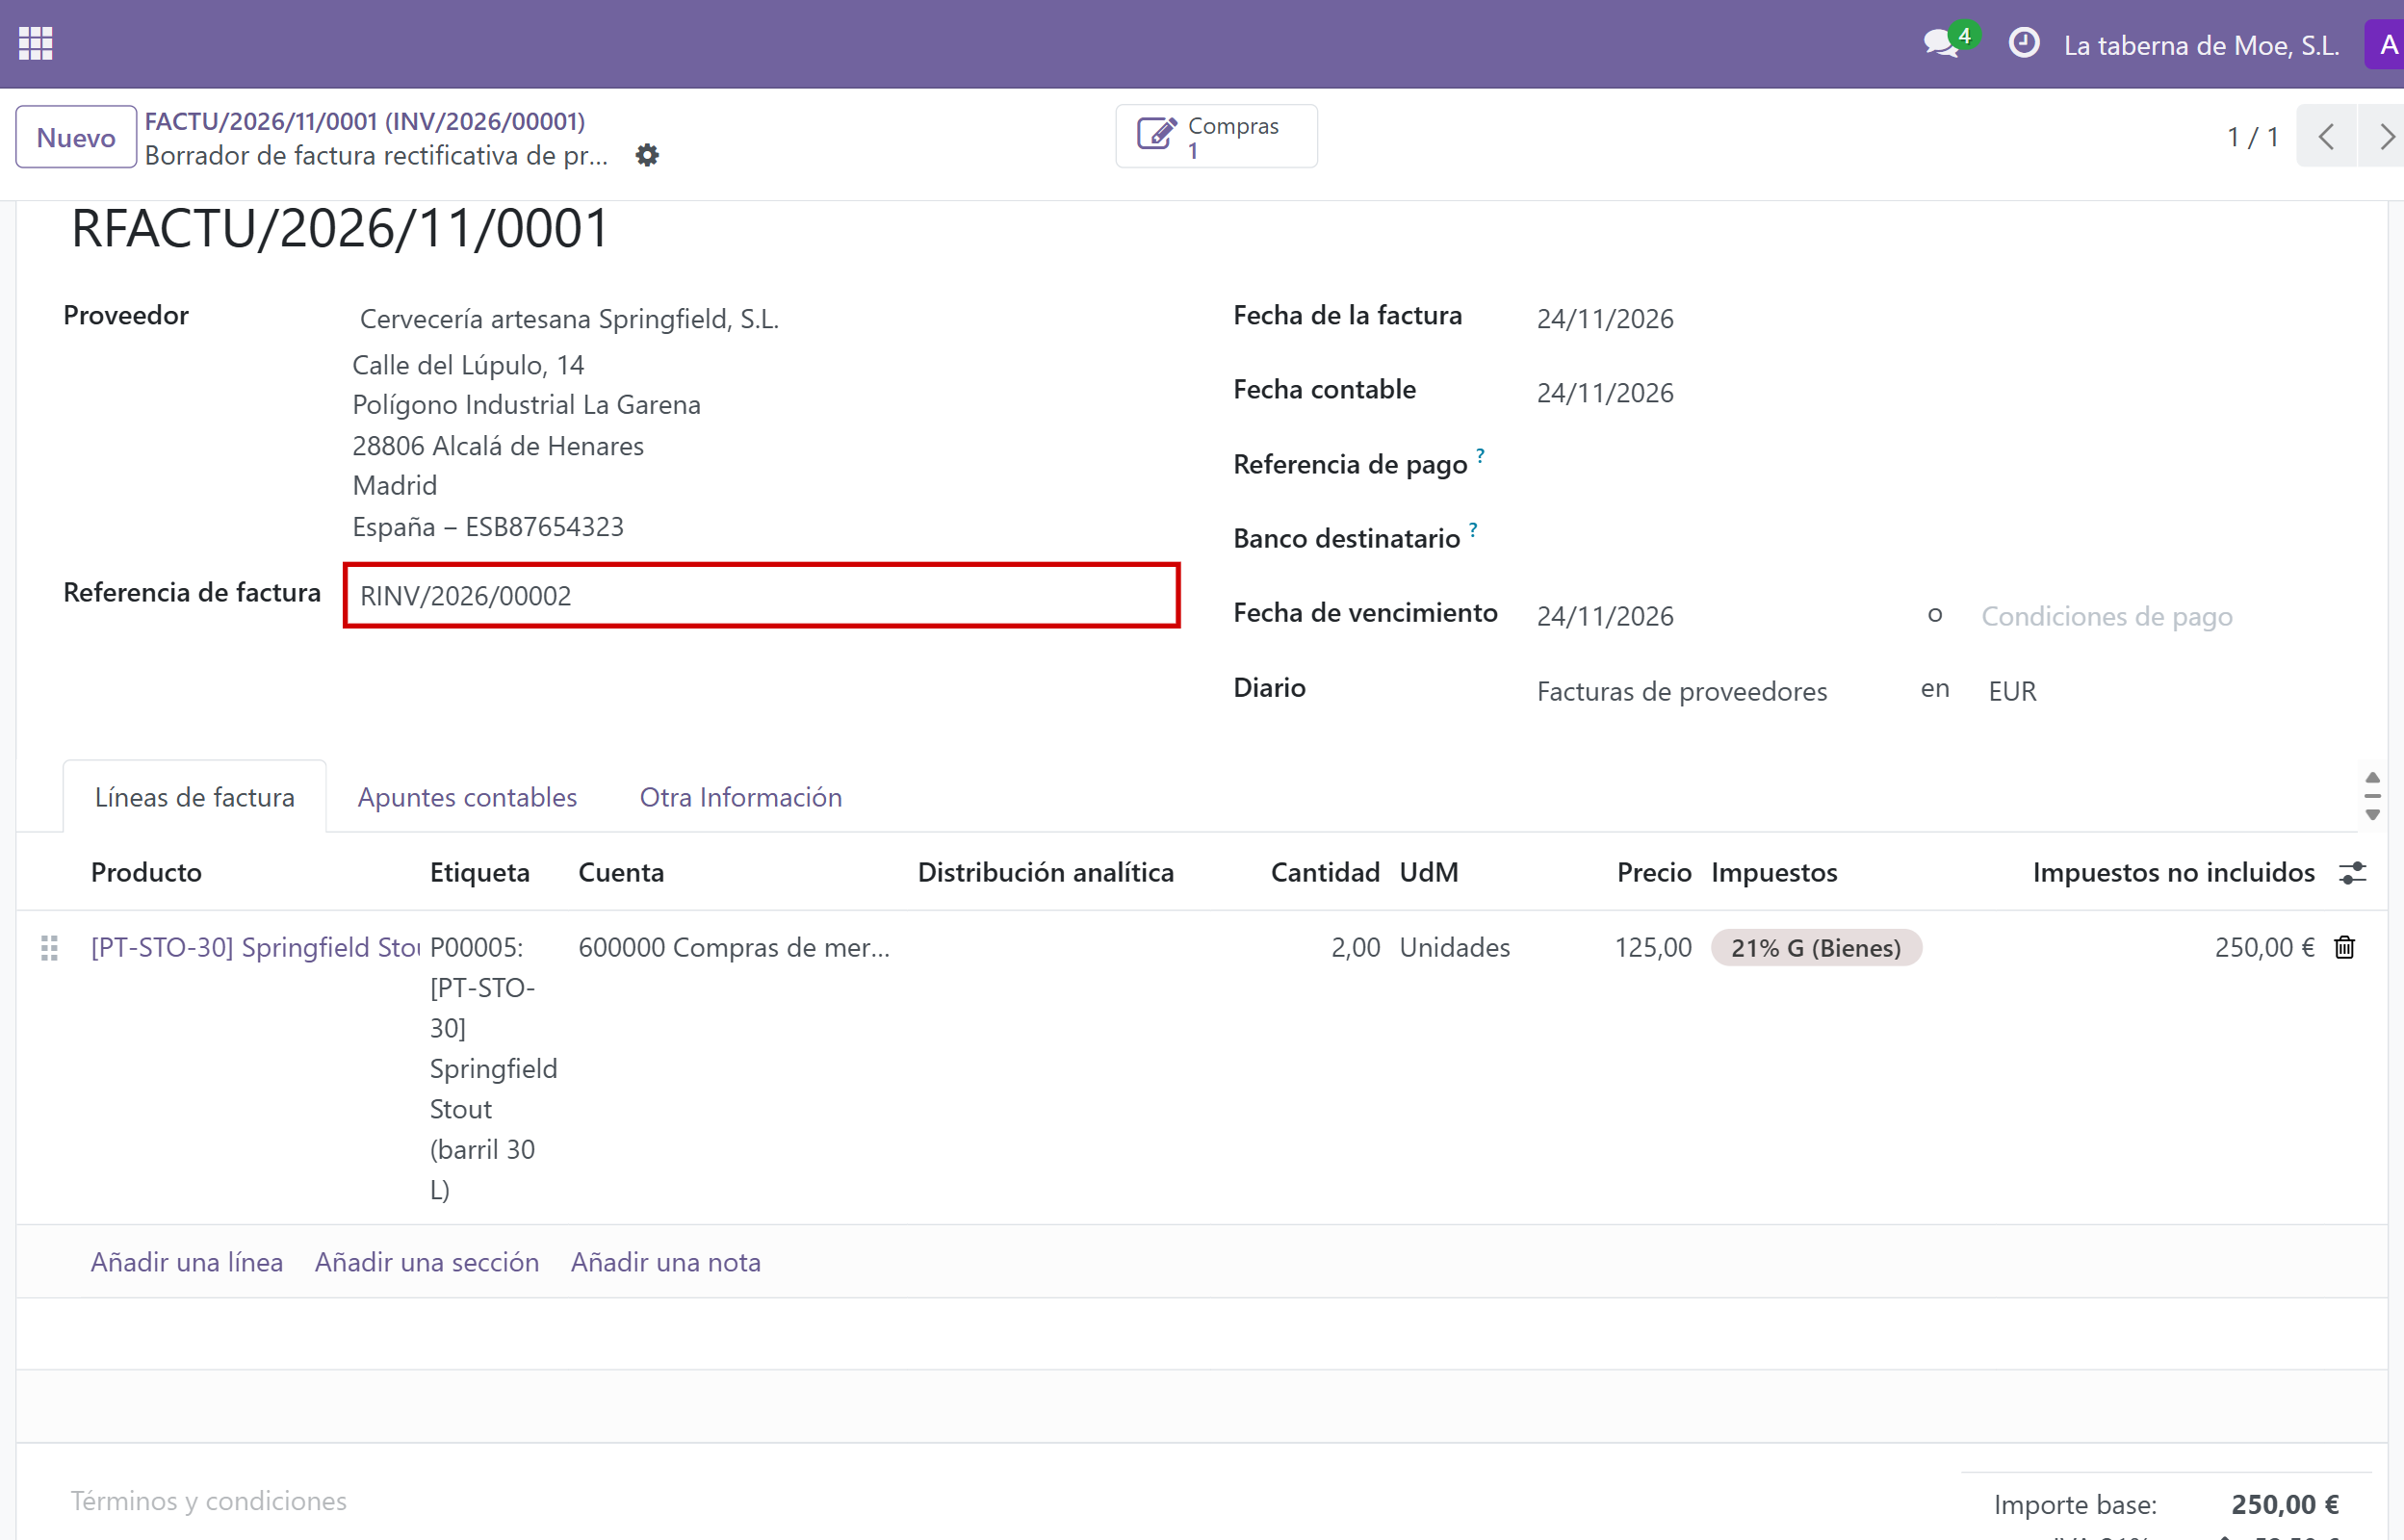 4
La taberna de Moe, S.L.
A
Nuevo
FACTU/2026/11/0001 (INV/2026/00001)
Borrador de factura rectificativa de pr...
Compras
1
1 / 1
RFACTU/2026/11/0001
Proveedor
Cervecería artesana Springfield, S.L.
Calle del Lúpulo, 14
Polígono Industrial La Garena
28806 Alcalá de Henares
Madrid
España – ESB87654323
Referencia de factura
RINV/2026/00002
Fecha de la factura
24/11/2026
Fecha contable
24/11/2026
Referencia de pago ?
Banco destinatario ?
Fecha de vencimiento
24/11/2026
o
Condiciones de pago
Diario
Facturas de proveedores
en
EUR
Líneas de factura
Apuntes contables
Otra Información
Producto
Etiqueta
Cuenta
Distribución analítica
Cantidad
UdM
Precio
Impuestos
Impuestos no incluidos
[PT-STO-30] Springfield Stou
P00005:
[PT-STO-
30]
Springfield
Stout
(barril 30
L)
600000 Compras de mer...
2,00
Unidades
125,00
21% G (Bienes)
250,00 €
Añadir una línea
Añadir una sección
Añadir una nota
Términos y condiciones
Importe base:
250,00 €